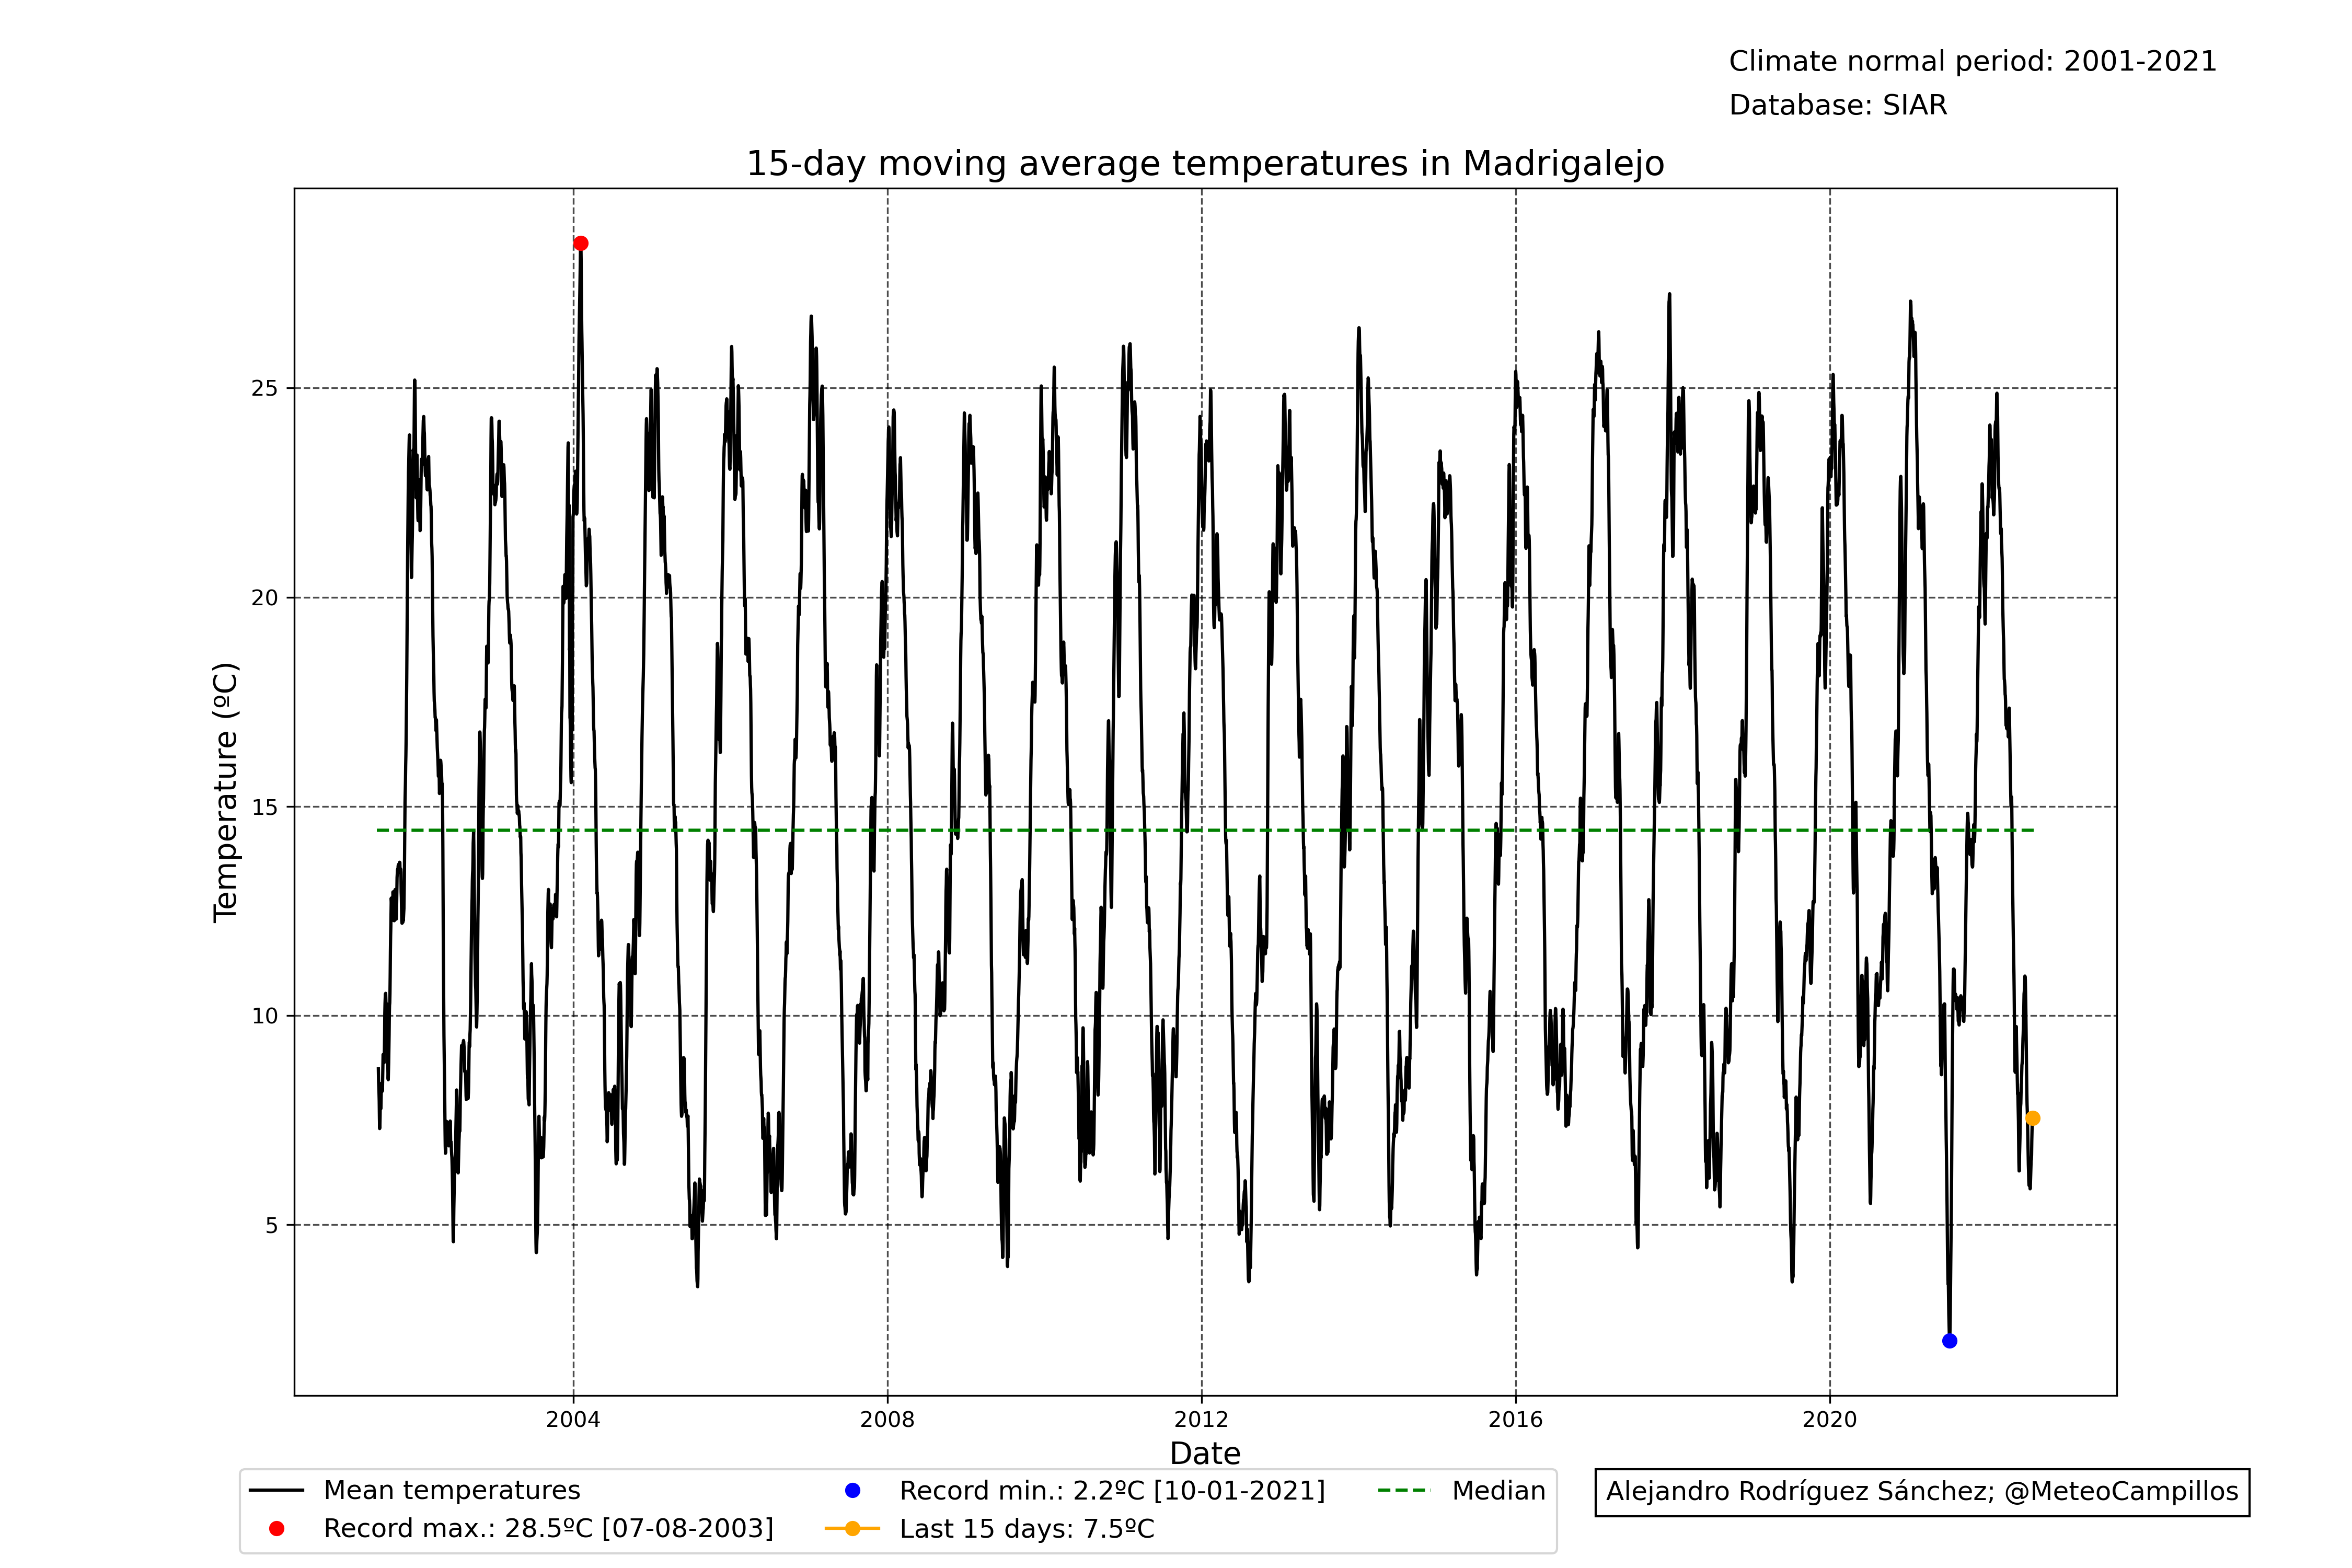 Climate normal period: 2001-2021
Database: SIAR
15-day moving average temperatures in Madrigalejo
Temperature (ºC)
25
20
15
10
5
2004
2008
2012
2016
2020
Date
Mean temperatures
Record max.: 28.5ºC [07-08-2003]
Record min.: 2.2ºC [10-01-2021]
Last 15 days: 7.5ºC
Median
Alejandro Rodríguez Sánchez; @MeteoCampillos